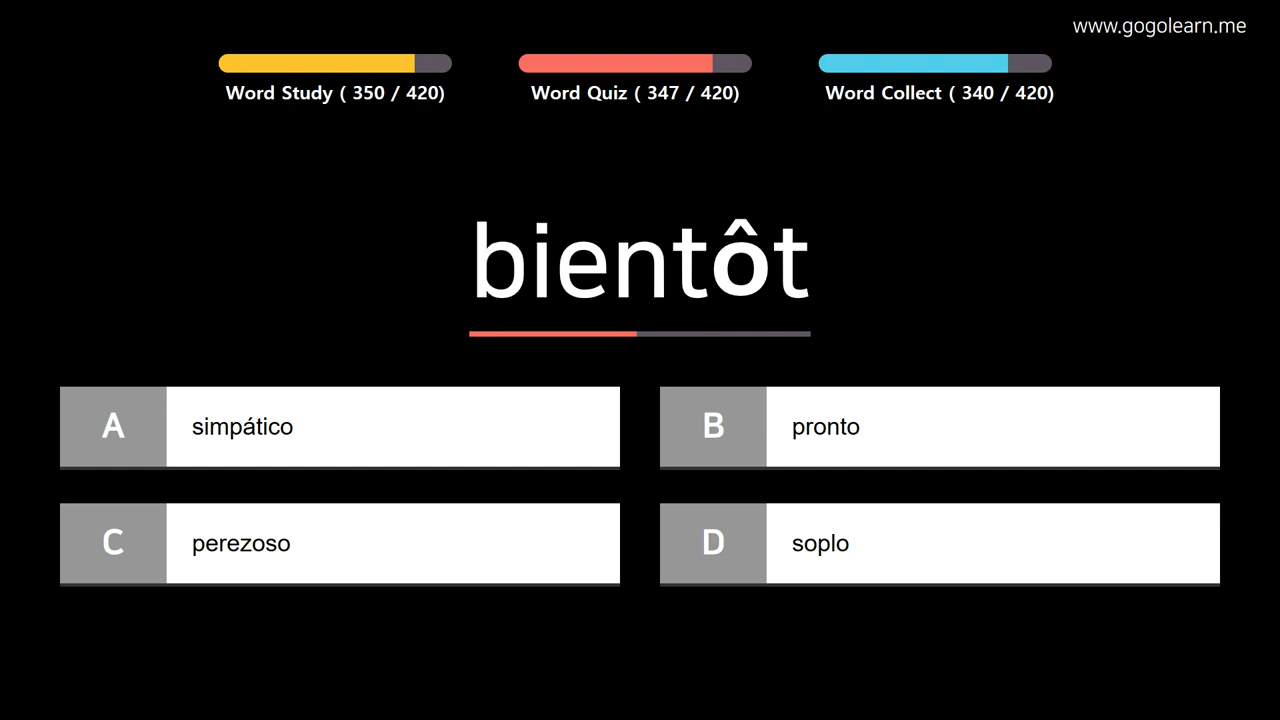 www.gogolearn.me
Word Study ( 350 / 420)
Word Quiz ( 347 / 420)
Word Collect ( 340 / 420)
bientôt
A simpático
B pronto
C perezoso
D soplo